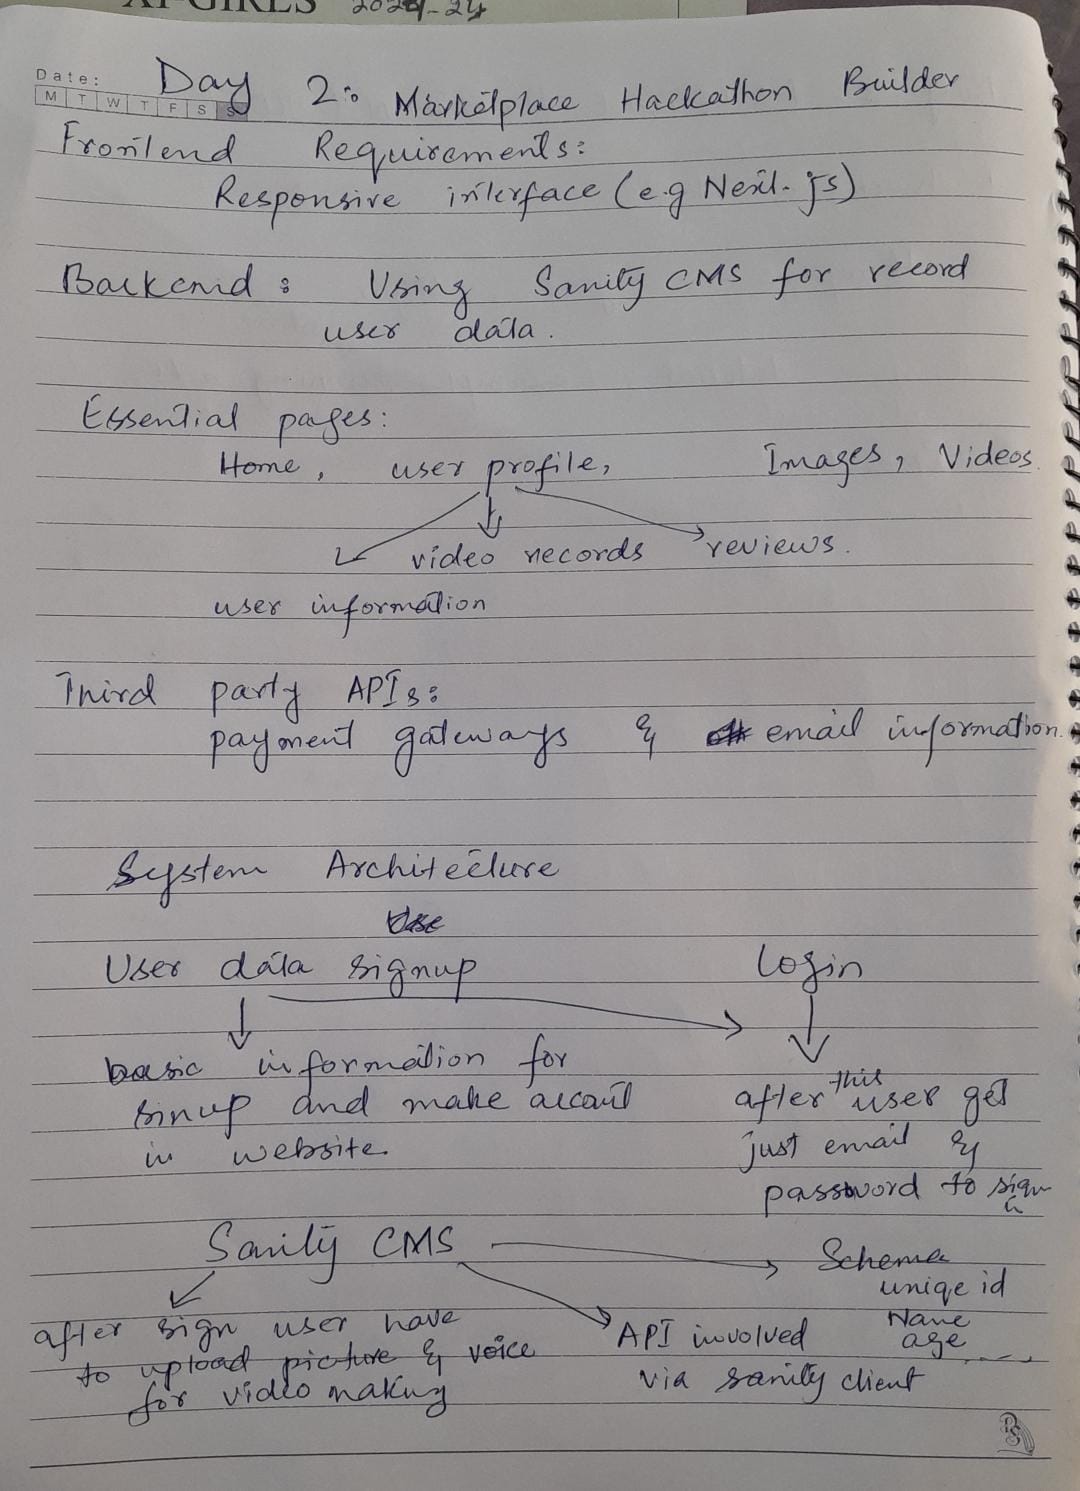 XI-GIRLS 2024-24
Date:
M T W T F S S
Day 2: Marketplace Hackathon Builder
Frontend Requirements:
Responsive interface (e.g Next.js)
Backend : Using Sanity CMS for record
user data.
Essential pages:
Home, user profile, Images, Videos.
video records reviews.
user information
Third party APIs:
payment gateways & email information.
System Architecture
Use
User data signup Login
basic information for
sinup and make accout
in website.
after this user get
just email &
password to sign
in
Sanity CMS
Schema
uniqe id
Name
age
after sign user have
to upload picture & voice
for video making
API involved
via sanity client